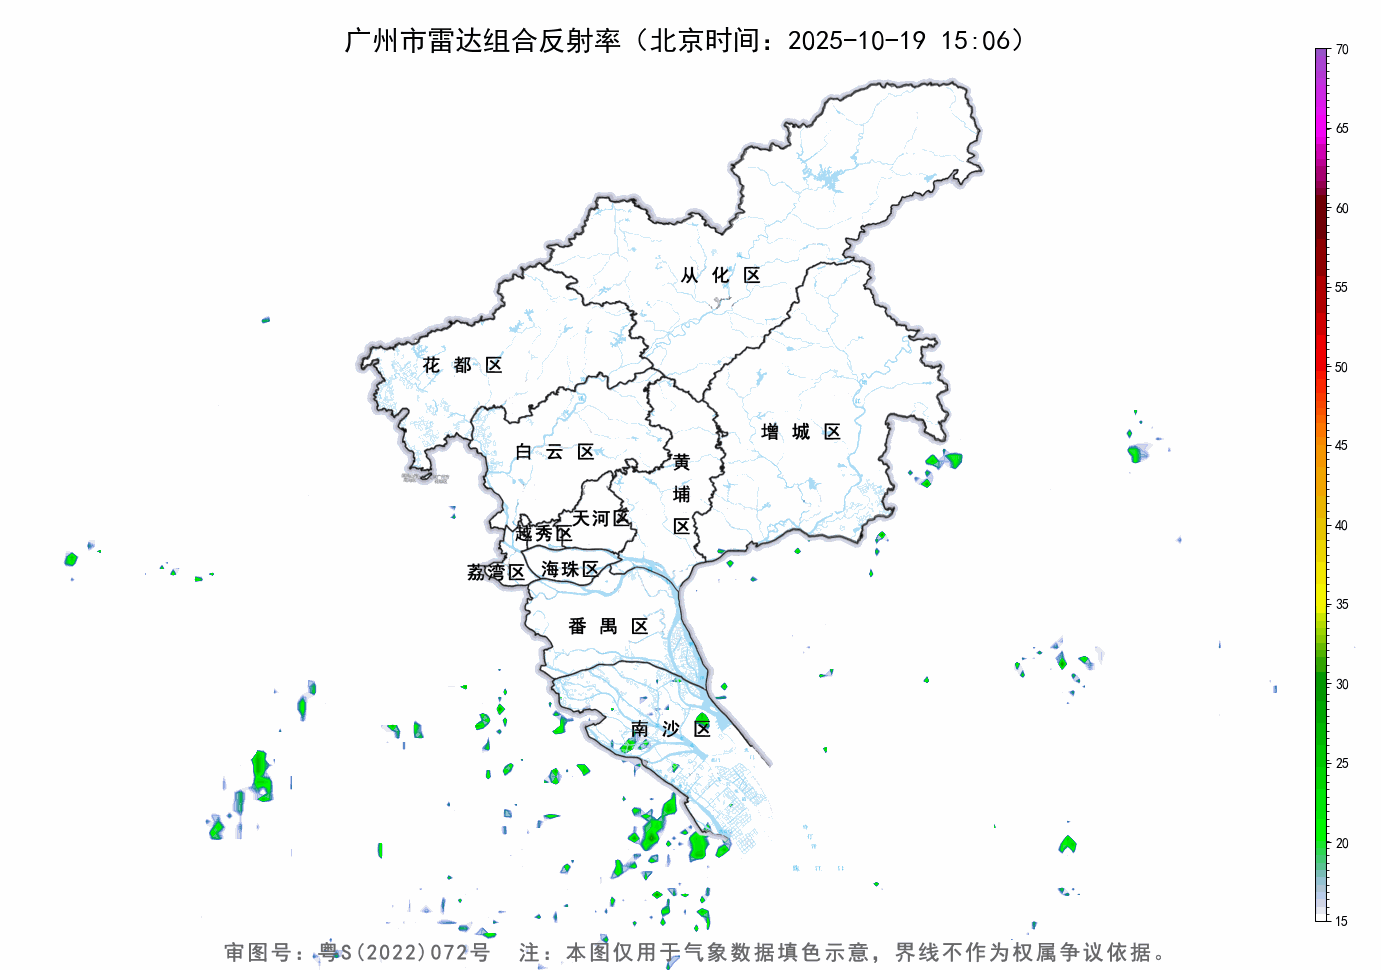 广州市雷达组合反射率（北京时间：2025-10-19 15:06）
70
65
60
55
50
45
40
35
30
25
20
15
从化区
花都区
增城区
白云区
黄埔区
天河区
越秀区
荔湾区
海珠区
番禺区
南沙区
审图号：粤S(2022)072号 注：本图仅用于气象数据填色示意，界线不作为权属争议依据。